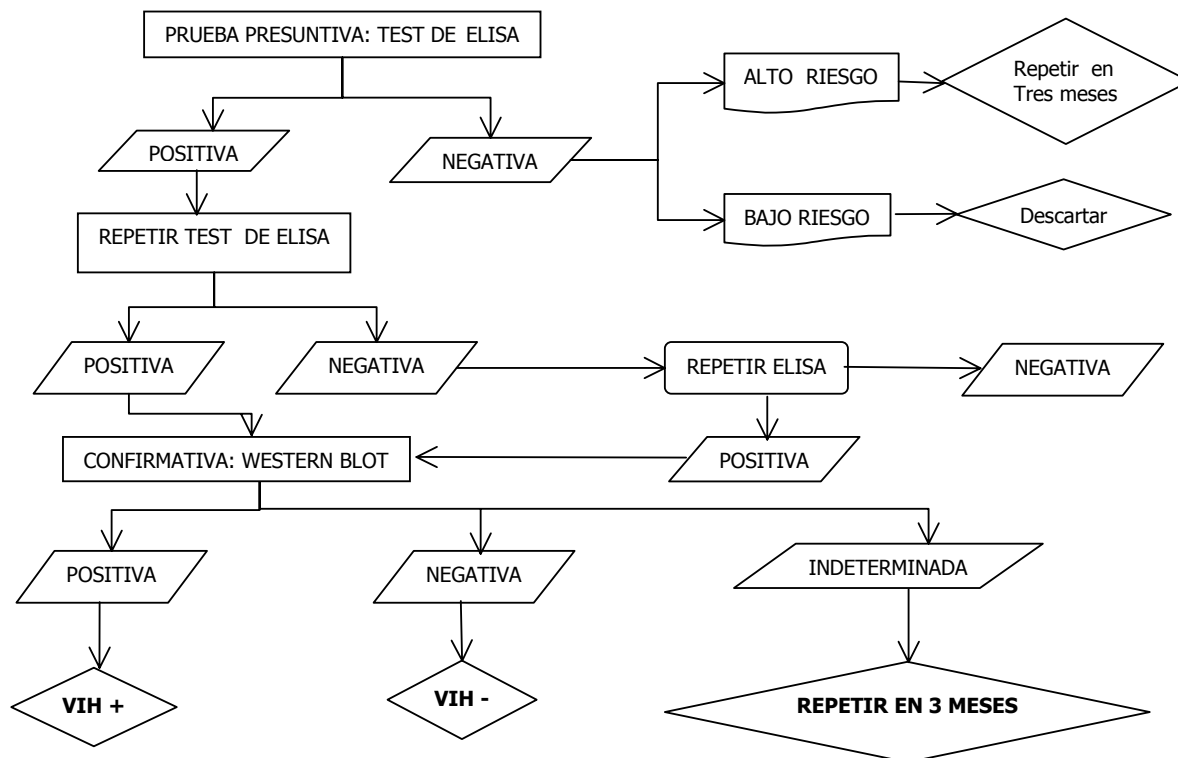 PRUEBA PRESUNTIVA: TEST DE ELISA
ALTO RIESGO
Repetir en
Tres meses
POSITIVA
NEGATIVA
BAJO RIESGO
Descartar
REPETIR TEST DE ELISA
POSITIVA
NEGATIVA
REPETIR ELISA
NEGATIVA
CONFIRMATIVA: WESTERN BLOT
POSITIVA
POSITIVA
NEGATIVA
INDETERMINADA
VIH +
VIH -
REPETIR EN 3 MESES